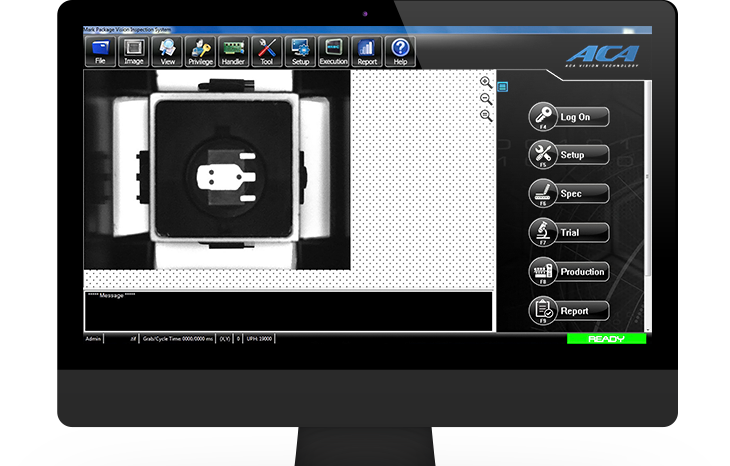 Mark Package Vision Inspection System
File
Image
View
Privilege
Handler
Tool
Setup
Execution
Report
Help
ACA
ACA VISION TECHNOLOGY
F4
Log On
F5
Setup
F6
Spec
F7
Trial
F8
Production
F9
Report
***** Message *****
Admin
Grab/Cycle Time: 0000/0000 ms
(X,Y)
0
UPH: 19000
READY